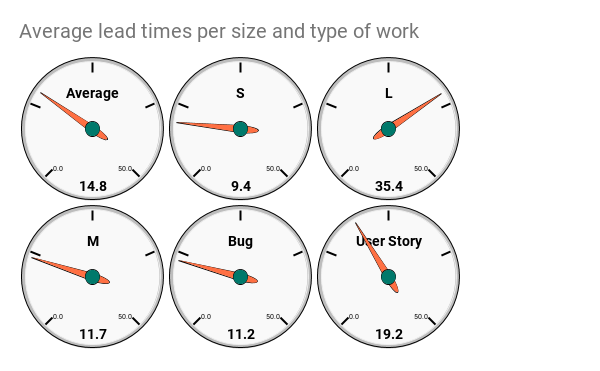 Average lead times per size and type of work
Average
0.0 50.0
14.8
S
0.0 50.0
9.4
L
0.0 50.0
35.4
M
0.0 50.0
11.7
Bug
0.0 50.0
11.2
User Story
0.0 50.0
19.2